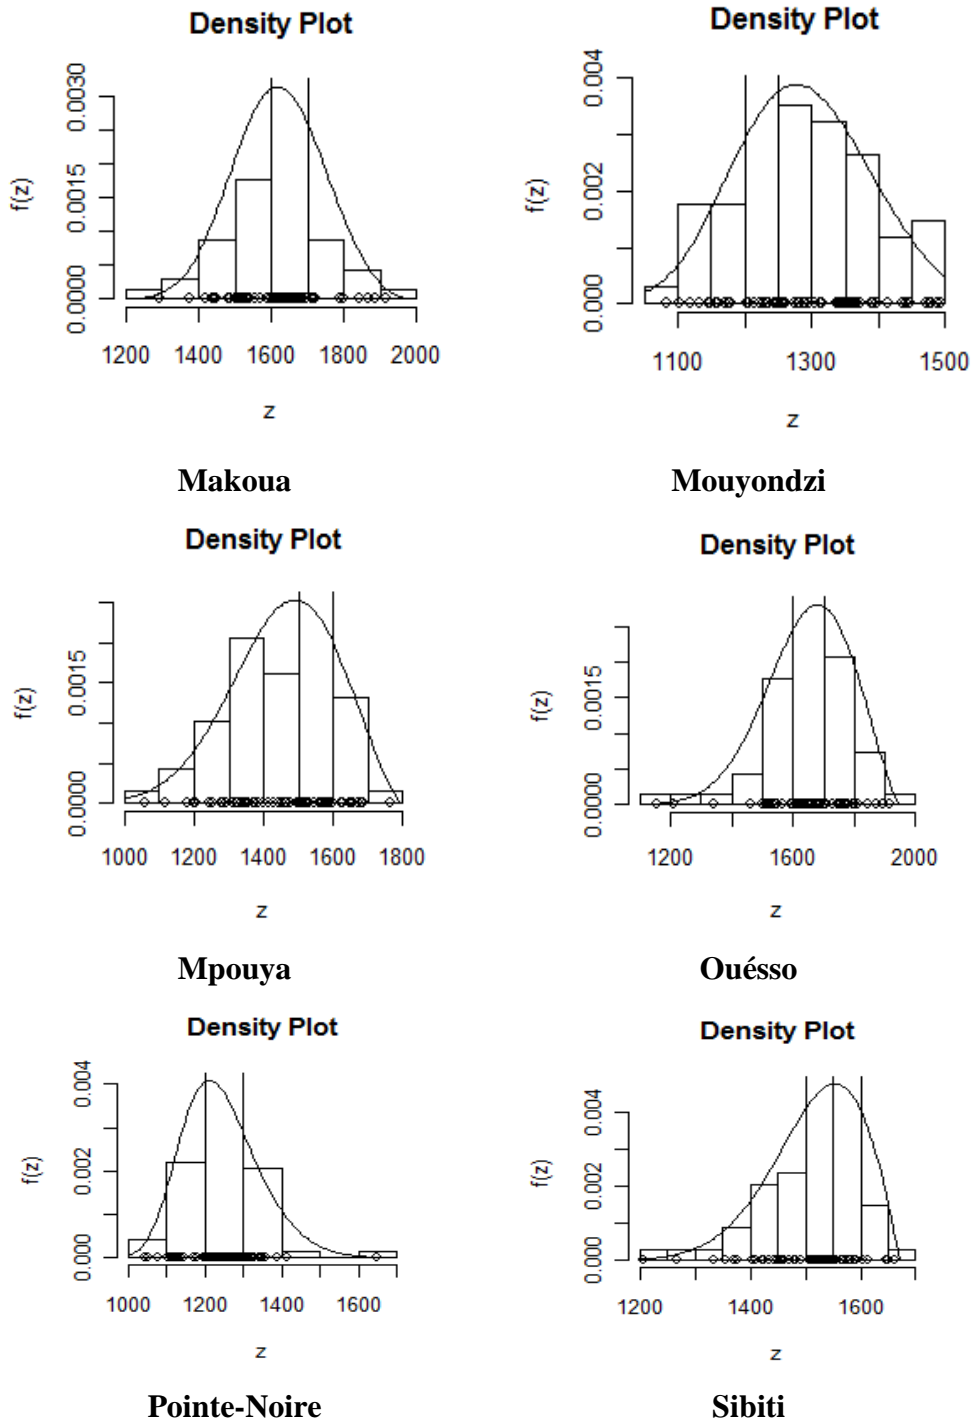 Density Plot
f(z)
0.0000 0.0015 0.0030
1200 1400 1600 1800 2000
z
Makoua
Density Plot
f(z)
0.000 0.002 0.004
1100 1300 1500
z
Mouyondzi
Density Plot
f(z)
0.0000 0.0015
1000 1200 1400 1600 1800
z
Mpouya
Density Plot
f(z)
0.0000 0.0015
1200 1600 2000
z
Ouésso
Density Plot
f(z)
0.000 0.002 0.004
1000 1200 1400 1600
z
Pointe-Noire
Density Plot
f(z)
0.000 0.002 0.004
1200 1400 1600
z
Sibiti